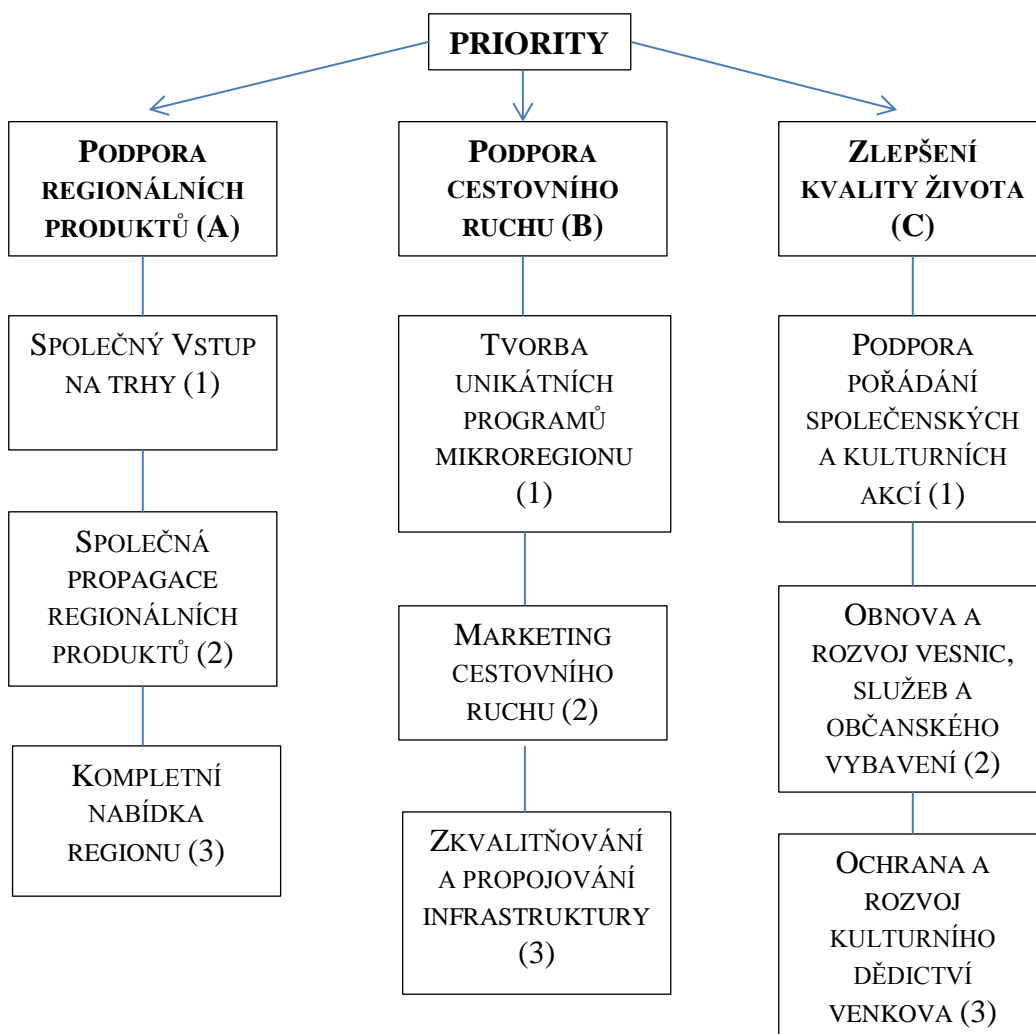 PRIORITY
PODPORA
REGIONÁLNÍCH
PRODUKTŮ (A)
SPOLEČNÝ VSTUP
NA TRHY (1)
SPOLEČNÁ
PROPAGACE
REGIONÁLNÍCH
PRODUKTŮ (2)
KOMPLETNÍ
NABÍDKA
REGIONU (3)
PODPORA
CESTOVNÍHO
RUCHU (B)
TVORBA
UNIKÁTNÍCH
PROGRAMŮ
MIKROREGIONU
(1)
MARKETING
CESTOVNÍHO
RUCHU (2)
ZKVALITŇOVÁNÍ
A PROPOJOVÁNÍ
INFRASTRUKTURY
(3)
ZLEPŠENÍ
KVALITY ŽIVOTA
(C)
PODPORA
POŘÁDÁNÍ
SPOLEČENSKÝCH
A KULTURNÍCH
AKCÍ (1)
OBNOVA A
ROZVOJ VESNIC,
SLUŽEB A
OBČANSKÉHO
VYBAVENÍ (2)
OCHRANA A
ROZVOJ
KULTURNÍHO
DĚDICTVÍ
VENKOVA (3)